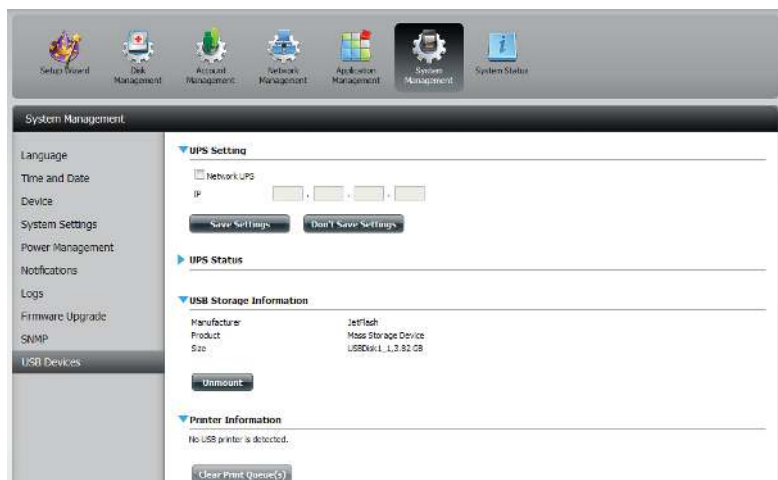 Setup Wizard
Disk Management
Account Management
Network Management
Application Management
System Management
System Status
System Management
Language
Time and Date
Device
System Settings
Power Management
Notifications
Logs
Firmware Upgrade
SNMP
USB Devices
UPS Setting
Network UPS
IP . . .
Save Settings Don't Save Settings
UPS Status
USB Storage Information
Manufacturer JetFlash
Product Mass Storage Device
Size USBDisk1_1,3.82 GB
Unmount
Printer Information
No USB printer is detected.
Clear Print Queue(s)